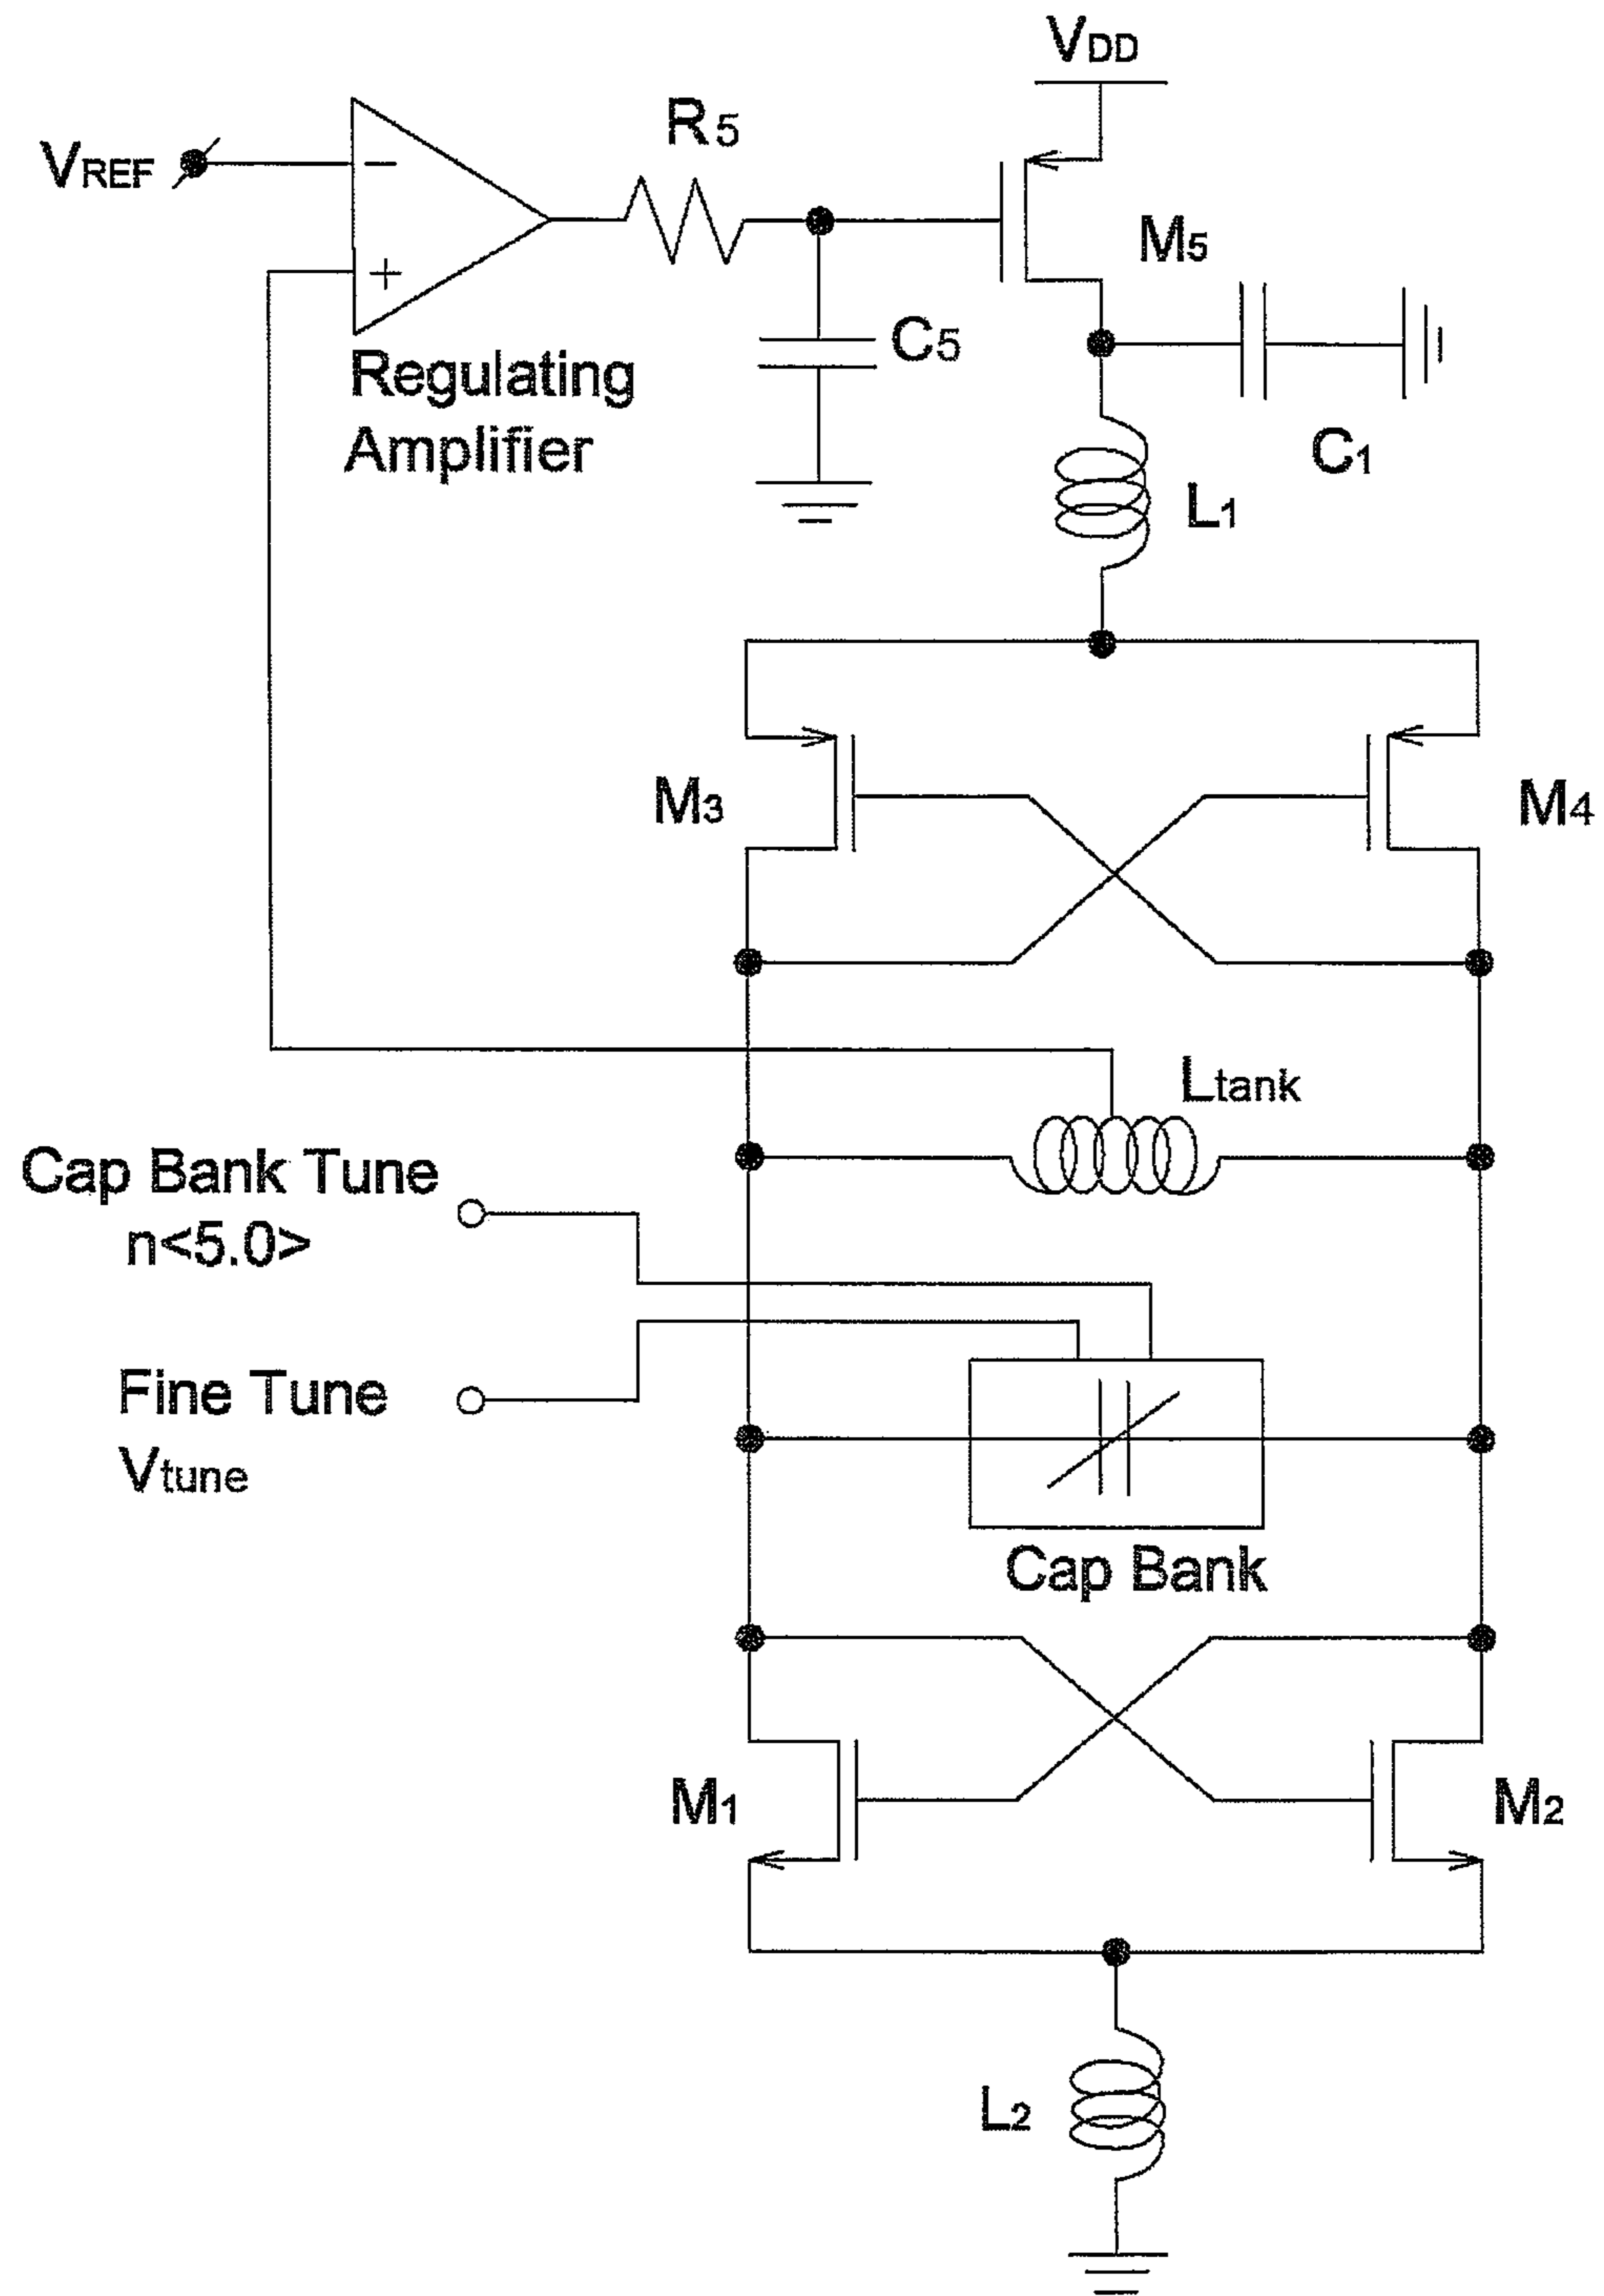 VDD
R5
VREF
−
+
M5
C5
Regulating
Amplifier
C1
L1
M3
M4
Ltank
Cap Bank Tune
n<5.0>
Fine Tune
Vtune
Cap Bank
M1
M2
L2